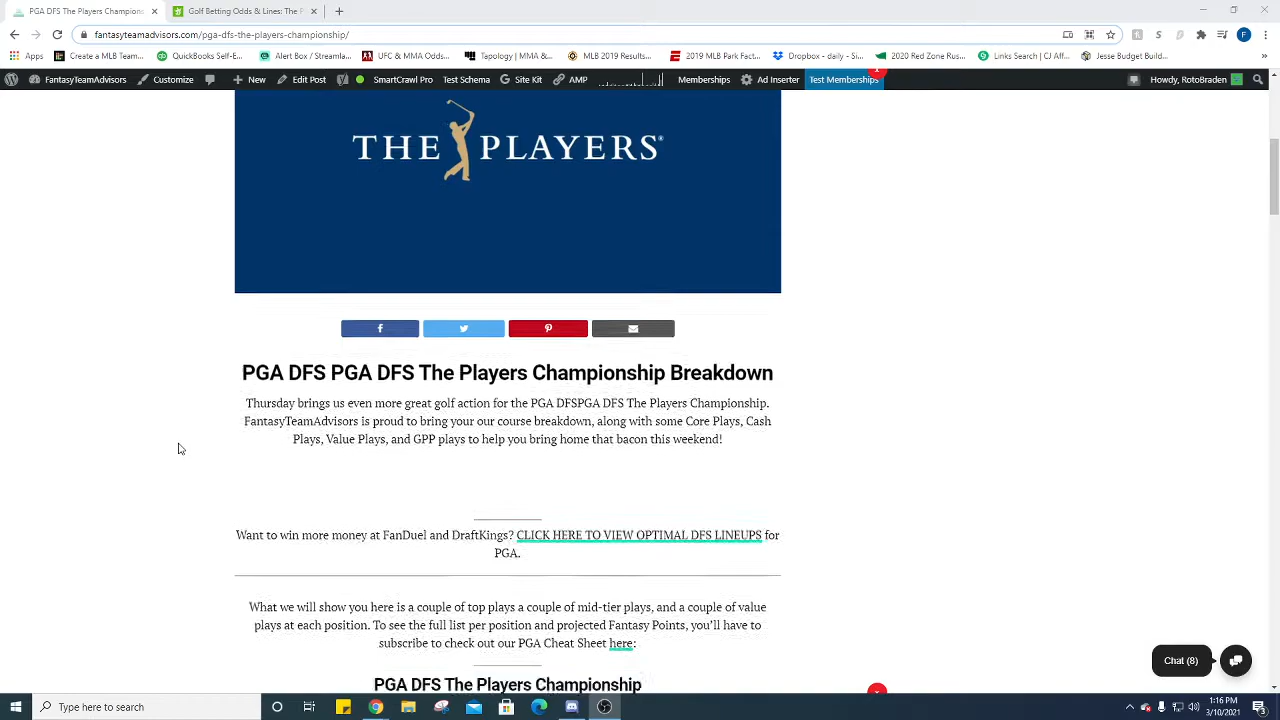 PGA DFS The Players Champions
Golf Betting Odds & Lines: The P
fantasyteamadvisors.com/pga-dfs-the-players-championship/
F
Apps
Create a MLB Team...
QuickBooks Self-E...
Alert Box / Streamla...
UFC & MMA Odds...
Tapology | MMA &...
MLB 2019 Results...
2019 MLB Park Fact...
Dropbox - daily - Si...
2020 Red Zone Rus...
Links Search | CJ Aff...
Jesse Budget Build...
FantasyTeamAdvisors
Customize
New
Edit Post
SmartCrawl Pro
Test Schema
Site Kit
AMP
Memberships
Ad Inserter
Test Memberships
Howdy, RotoBraden
THE PLAYERS®
PGA DFS PGA DFS The Players Championship Breakdown
Thursday brings us even more great golf action for the PGA DFSPGA DFS The Players Championship.
FantasyTeamAdvisors is proud to bring your our course breakdown, along with some Core Plays, Cash
Plays, Value Plays, and GPP plays to help you bring home that bacon this weekend!
Want to win more money at FanDuel and DraftKings? CLICK HERE TO VIEW OPTIMAL DFS LINEUPS for
PGA.
What we will show you here is a couple of top plays a couple of mid-tier plays, and a couple of value
plays at each position. To see the full list per position and projected Fantasy Points, you'll have to
subscribe to check out our PGA Cheat Sheet here:
Chat (8)
PGA DFS The Players Championship
Type here to search
1:16 PM
3/10/2021